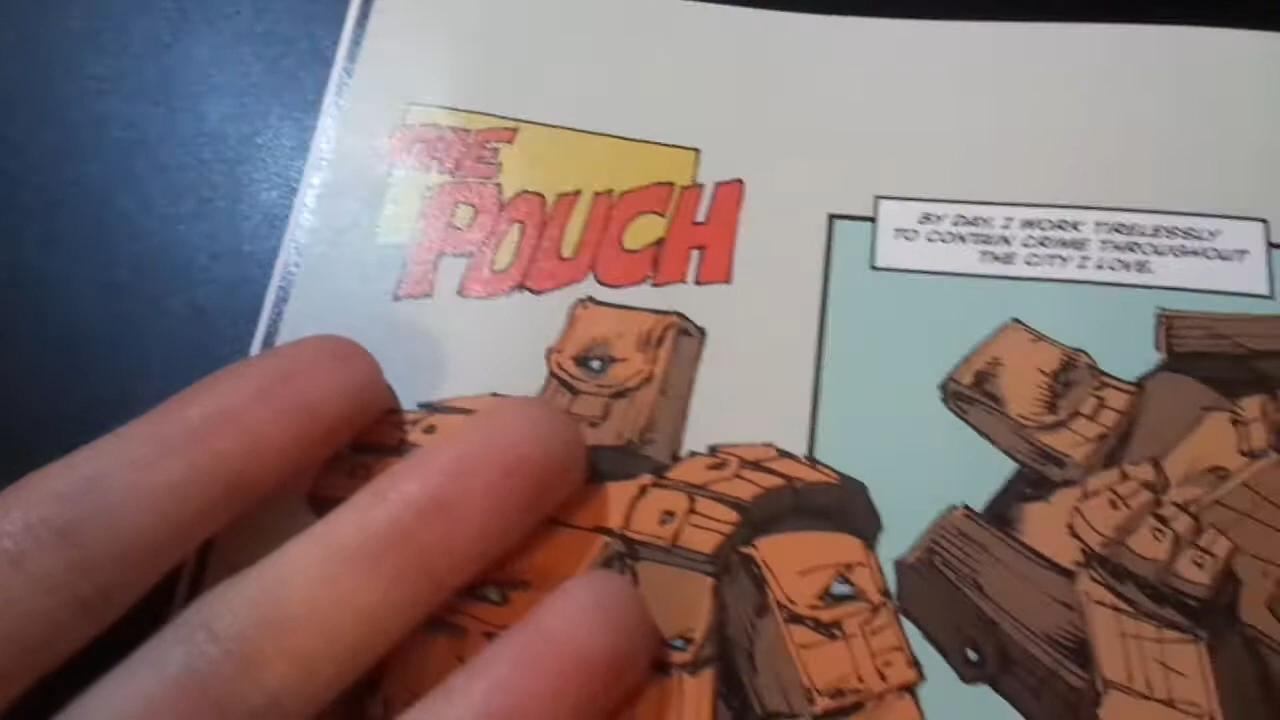 THE
POUCH
BY DAY, I WORK TIRELESSLY
TO CONTAIN CRIME THROUGHOUT
THE CITY I LOVE.